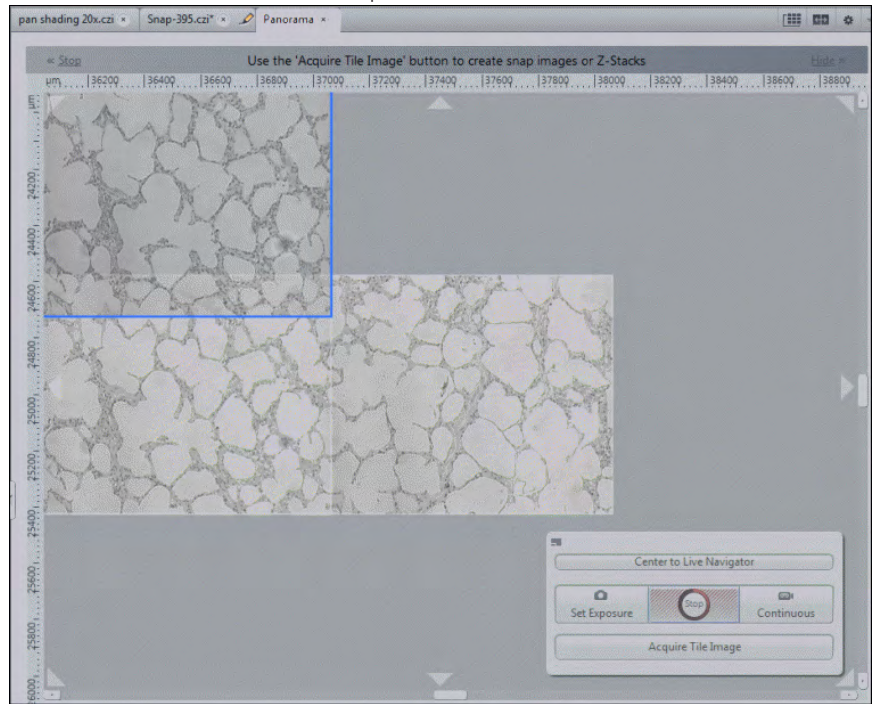 pan shading 20x.czi × Snap-395.czi* × Panorama ×
« Stop Use the 'Acquire Tile Image' button to create snap images or Z-Stacks Hide »
µm 36200 36400 36600 36800 37000 37200 37400 37600 37800 38000 38200 38400 38600 38800
µm
24200
24400
24600
24800
25000
25200
25400
25600
25800
26000
Center to Live Navigator
Set Exposure Stop Continuous
Acquire Tile Image